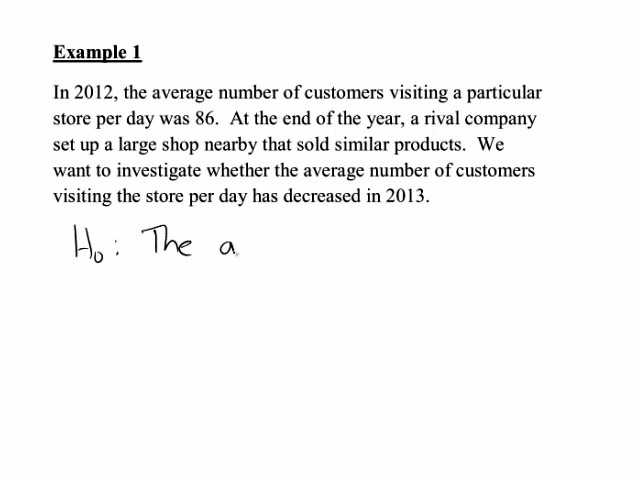 Example 1
In 2012, the average number of customers visiting a particular
store per day was 86.  At the end of the year, a rival company
set up a large shop nearby that sold similar products.  We
want to investigate whether the average number of customers
visiting the store per day has decreased in 2013.
H₀: The a